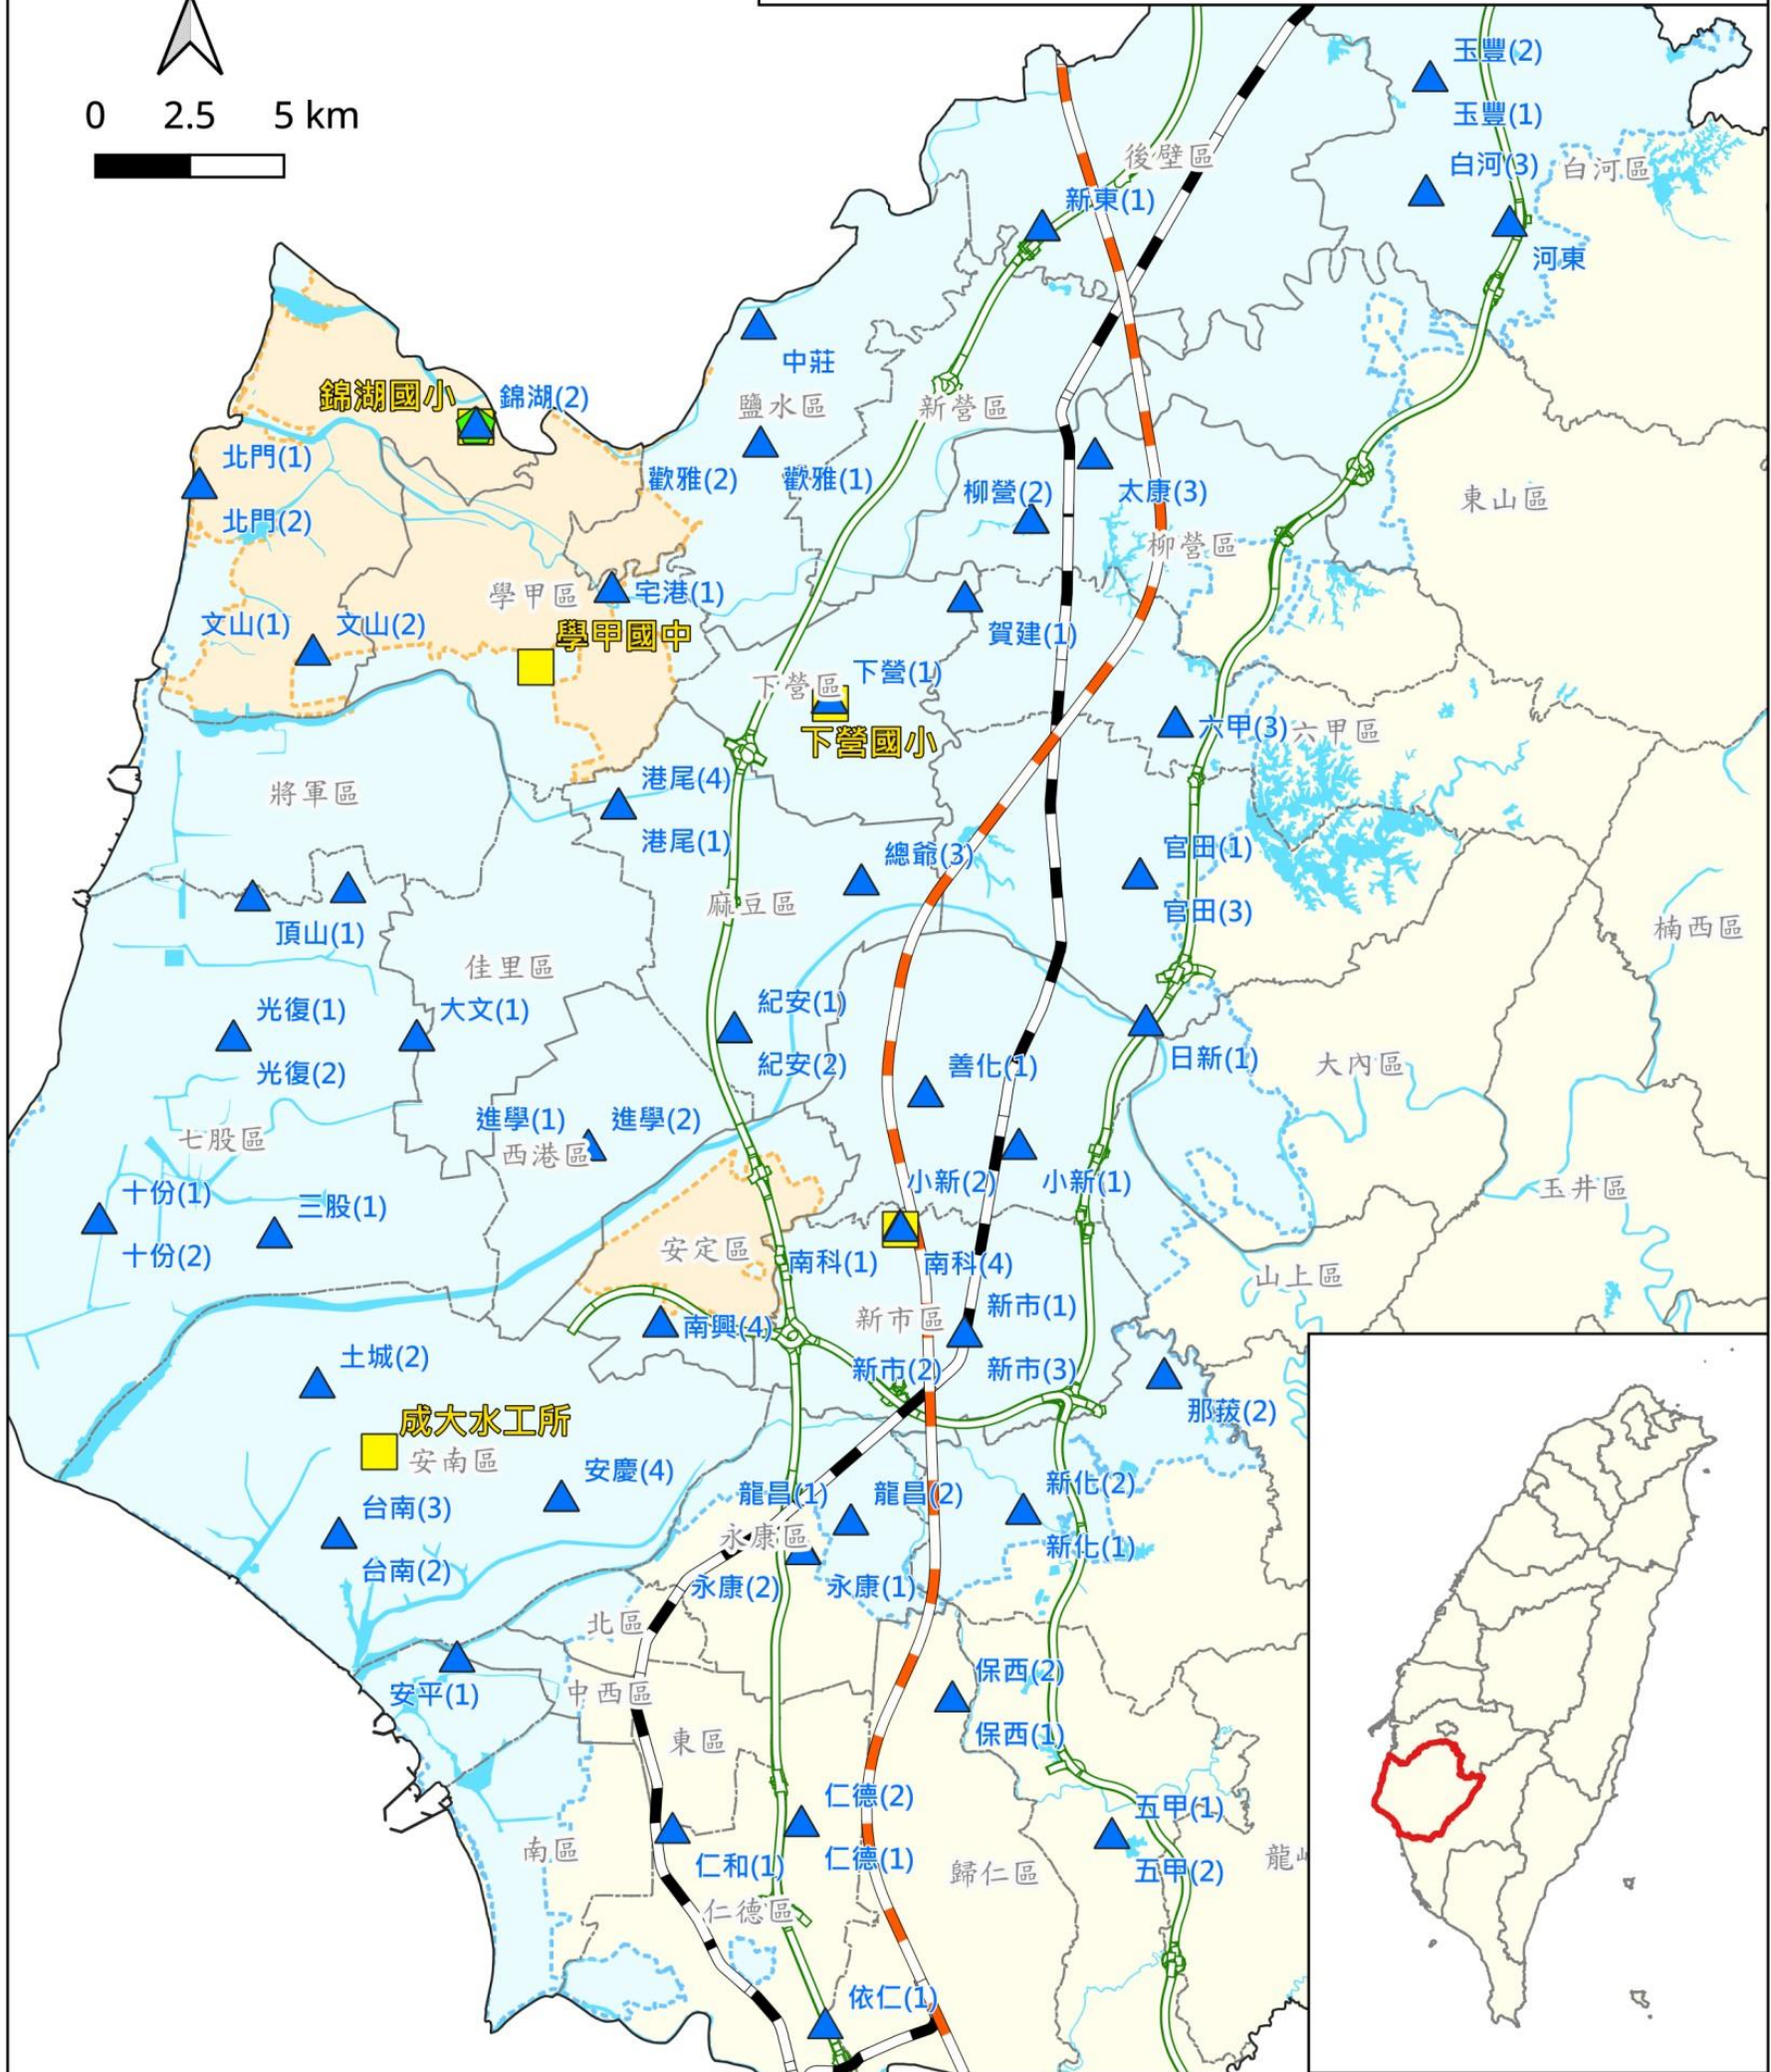 玉豐(2)
0 2.5 5 km
玉豐(1)
後壁區
白河(3)
白河區
新東(1)
河東
中莊
錦湖國小
錦湖(2)
鹽水區
新營區
北門(1)
歡雅(2)
歡雅(1)
柳營(2)
太康(3)
東山區
北門(2)
柳營區
學甲區
宅港(1)
文山(1)
文山(2)
學甲國中
賀建(1)
下營(1)
下營區
六甲(3)
六甲區
下營國小
港尾(4)
將軍區
港尾(1)
總爺(3)
官田(1)
麻豆區
官田(3)
楠西區
頂山(1)
佳里區
光復(1)
大文(1)
紀安(1)
紀安(2)
善化(1)
日新(1)
大內區
光復(2)
進學(1)
進學(2)
七股區
西港區
十份(1)
三股(1)
小新(2)
小新(1)
玉井區
十份(2)
安定區
南科(1)
南科(4)
山上區
新市(1)
新市區
南興(4)
土城(2)
新市(2)
新市(3)
那菝(2)
成大水工所
安南區
安慶(4)
龍昌(1)
龍昌(2)
新化(2)
台南(3)
永康區
新化(1)
台南(2)
永康(2)
永康(1)
北區
保西(2)
安平(1)
中西區
東區
保西(1)
仁德(2)
五甲(1)
南區
仁和(1)
仁德(1)
歸仁區
五甲(2)
龍
仁德區
依仁(1)